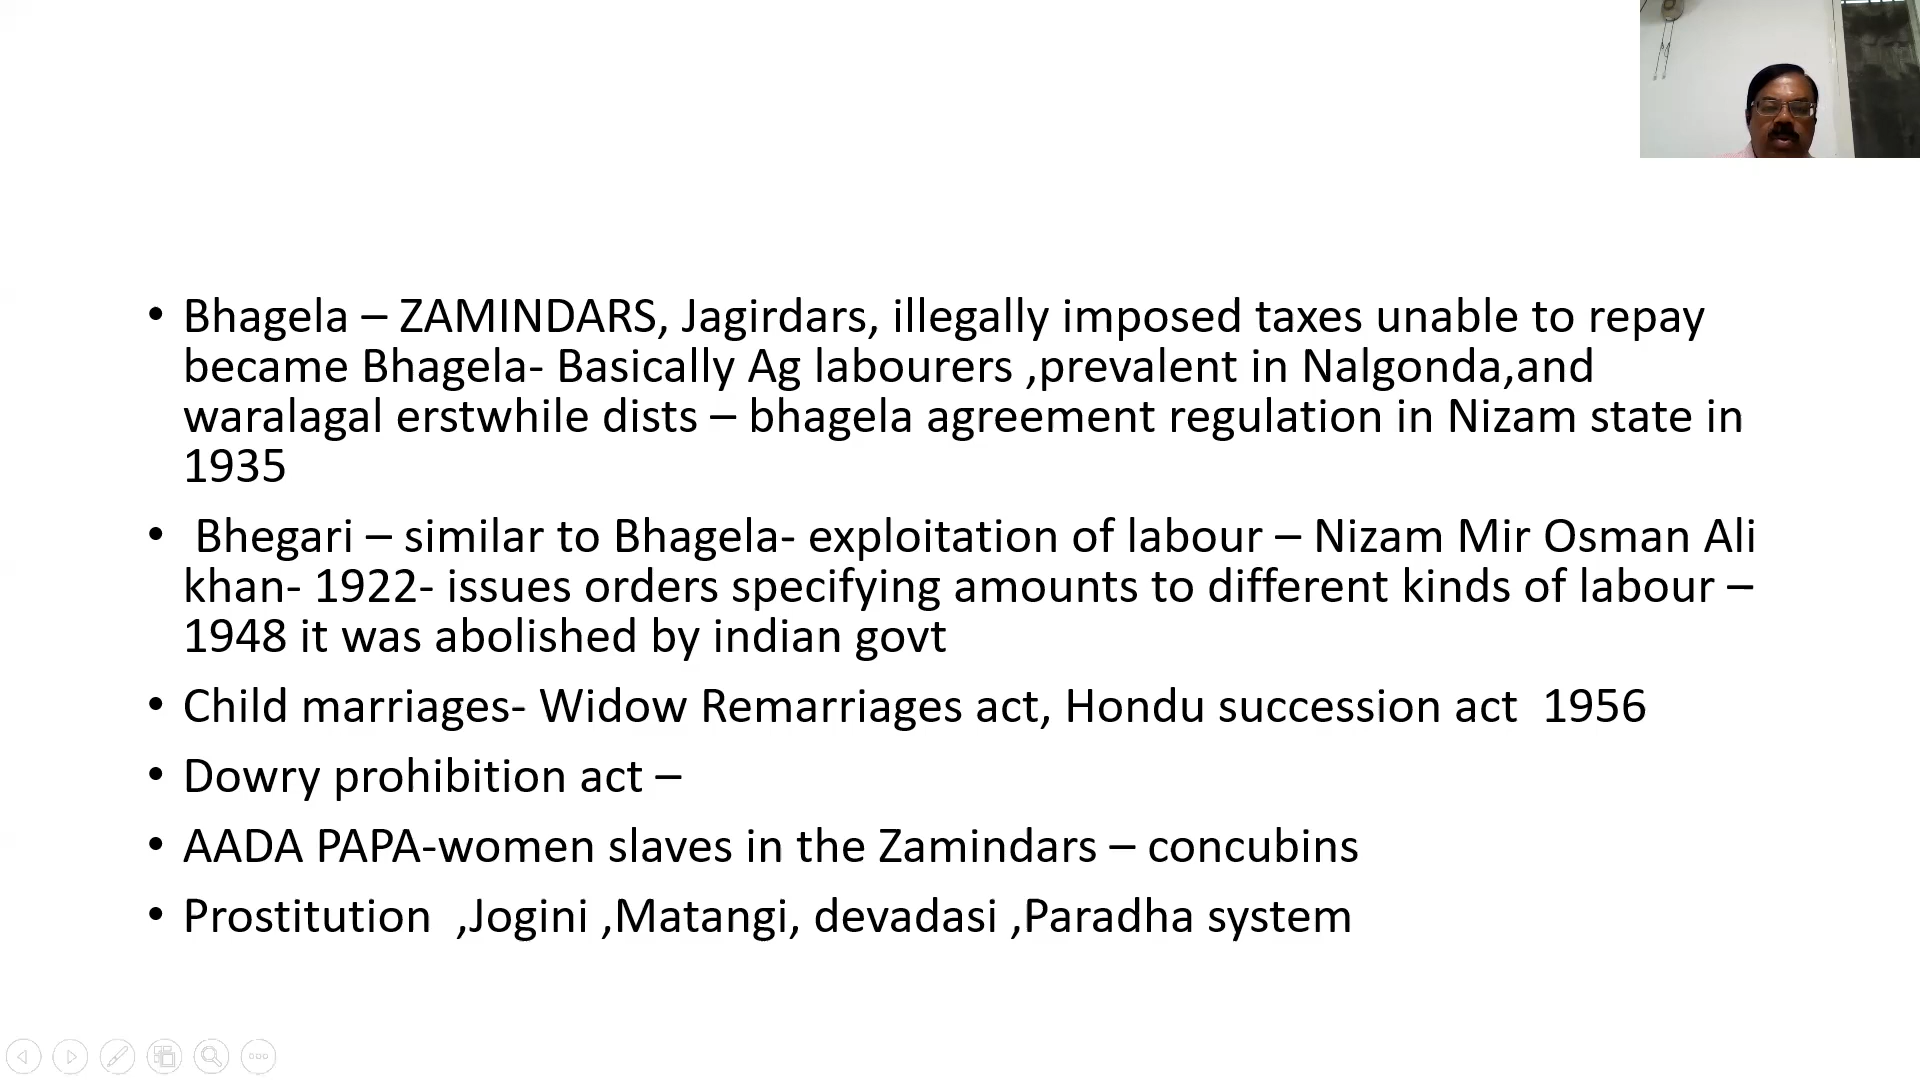 • Bhagela – ZAMINDARS, Jagirdars, illegally imposed taxes unable to repay
became Bhagela- Basically Ag labourers ,prevalent in Nalgonda,and
waralagal erstwhile dists – bhagela agreement regulation in Nizam state in
1935
• Bhegari – similar to Bhagela- exploitation of labour – Nizam Mir Osman Ali
khan- 1922- issues orders specifying amounts to different kinds of labour –
1948 it was abolished by indian govt
• Child marriages- Widow Remarriages act, Hondu succession act  1956
• Dowry prohibition act –
• AADA PAPA-women slaves in the Zamindars – concubins
• Prostitution  ,Jogini ,Matangi, devadasi ,Paradha system